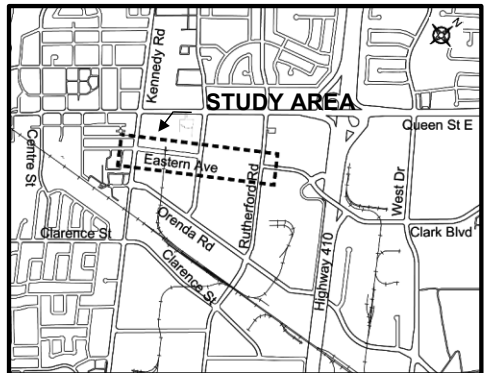 Kennedy Rd
N
STUDY AREA
Queen St E
Centre St
Eastern Ave
Rutherford Rd
West Dr
Orenda Rd
Clarence St
Clark Blvd
Clarence St
Highway 410